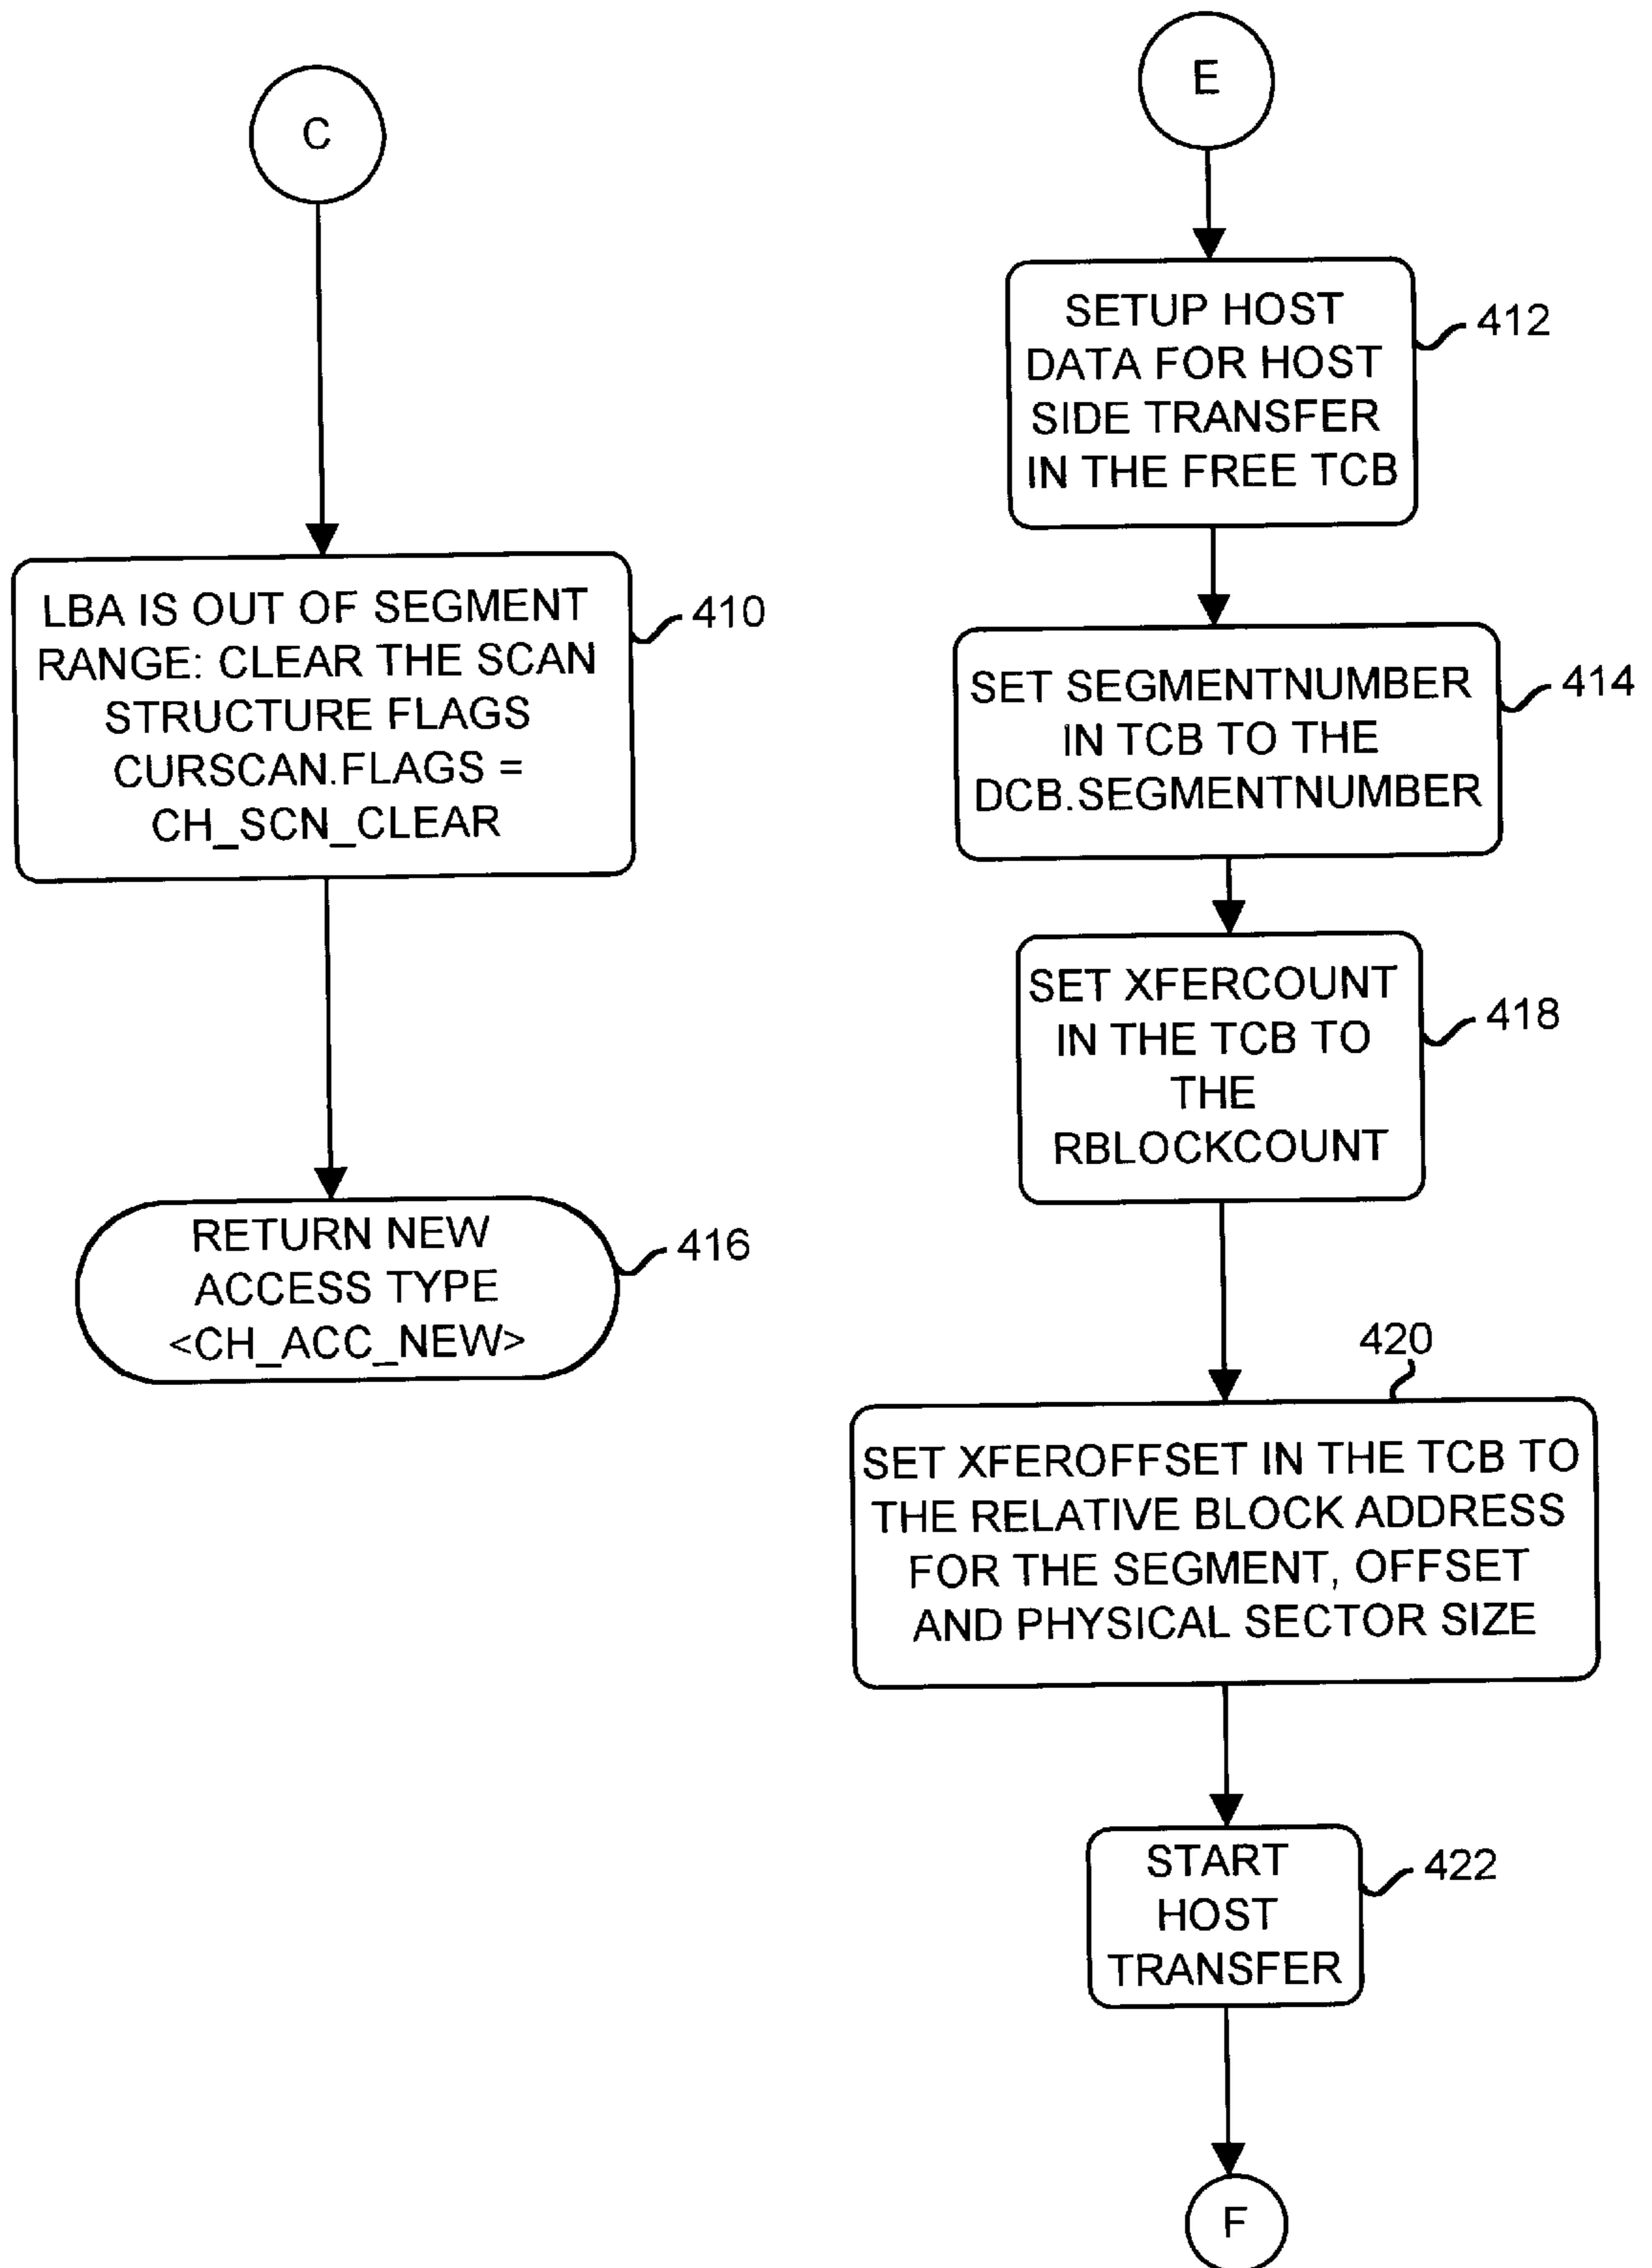 C
LBA IS OUT OF SEGMENT
RANGE: CLEAR THE SCAN
STRUCTURE FLAGS
CURSCAN.FLAGS =
CH_SCN_CLEAR
410
RETURN NEW
ACCESS TYPE
<CH_ACC_NEW>
416
E
SETUP HOST
DATA FOR HOST
SIDE TRANSFER
IN THE FREE TCB
412
SET SEGMENTNUMBER
IN TCB TO THE
DCB.SEGMENTNUMBER
414
SET XFERCOUNT
IN THE TCB TO
THE
RBLOCKCOUNT
418
420
SET XFEROFFSET IN THE TCB TO
THE RELATIVE BLOCK ADDRESS
FOR THE SEGMENT, OFFSET
AND PHYSICAL SECTOR SIZE
START
HOST
TRANSFER
422
F